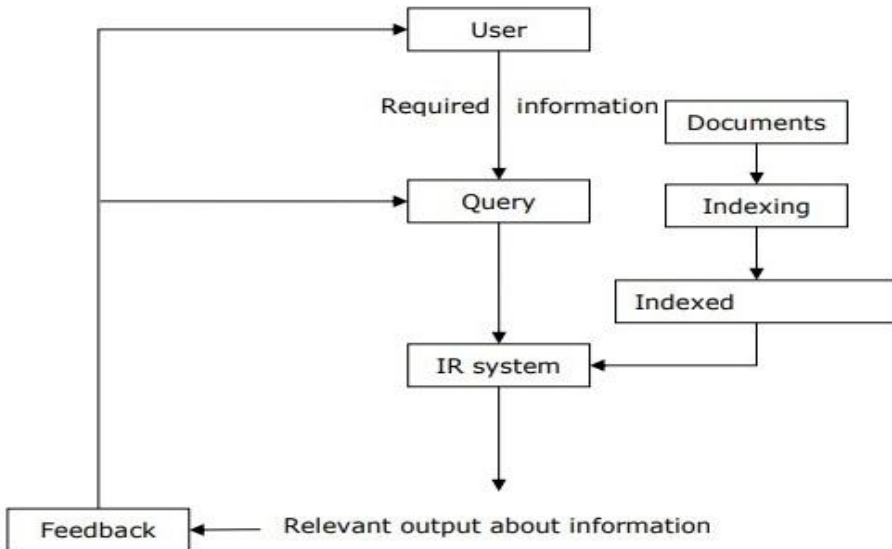 User
Required information
Documents
Query
Indexing
Indexed
IR system
Relevant output about information
Feedback